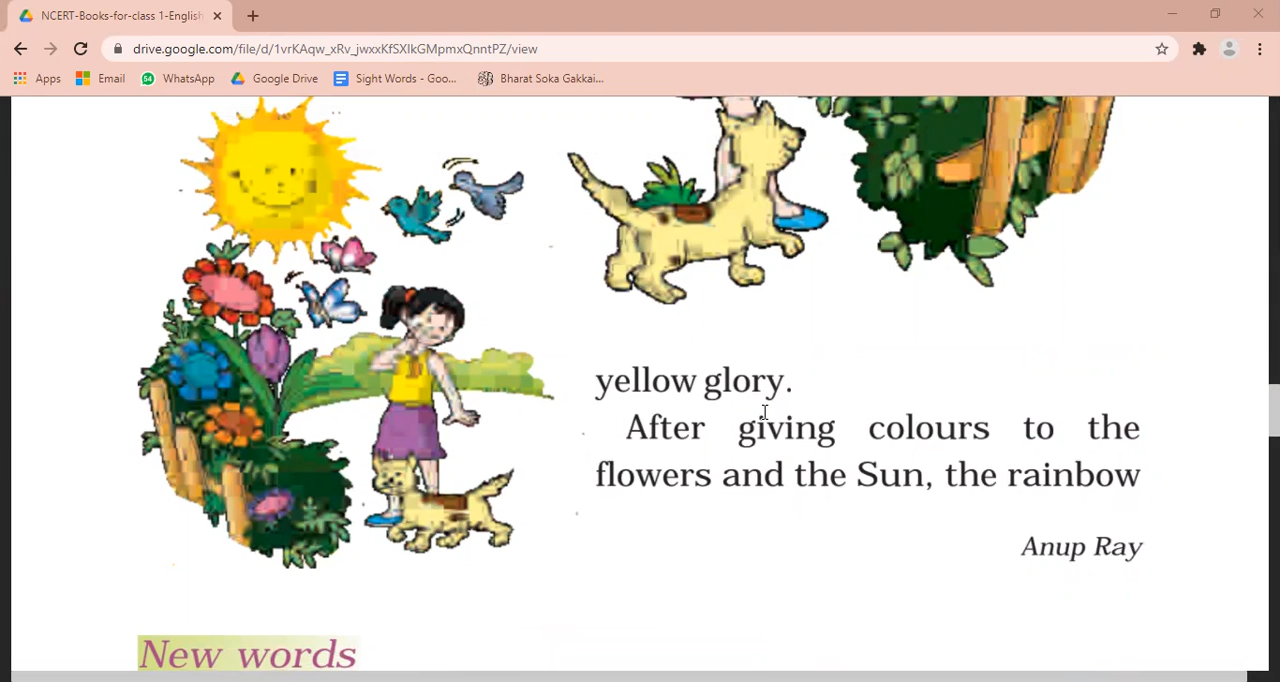 NCERT-Books-for-class 1-English
drive.google.com/file/d/1vrKAqw_xRv_jwxxKfSXIkGMpmxQnntPZ/view
Apps Email WhatsApp Google Drive Sight Words - Goo... Bharat Soka Gakkai...
yellow glory.
After giving colours to the
flowers and the Sun, the rainbow
Anup Ray
New words